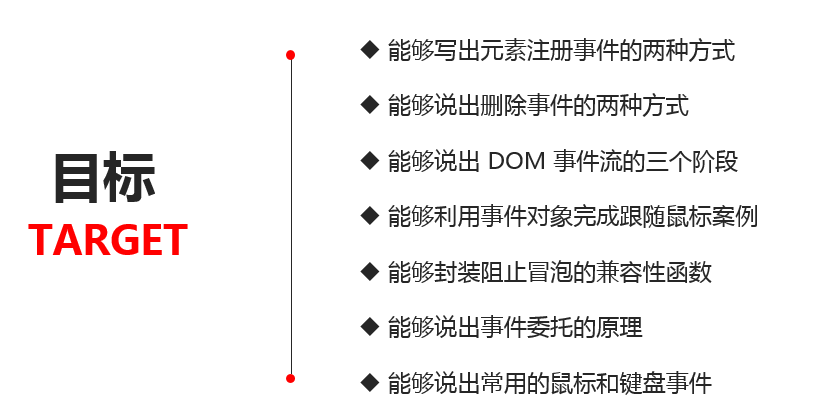 目标
TARGET
◆ 能够写出元素注册事件的两种方式
◆ 能够说出删除事件的两种方式
◆ 能够说出 DOM 事件流的三个阶段
◆ 能够利用事件对象完成跟随鼠标案例
◆ 能够封装阻止冒泡的兼容性函数
◆ 能够说出事件委托的原理
◆ 能够说出常用的鼠标和键盘事件